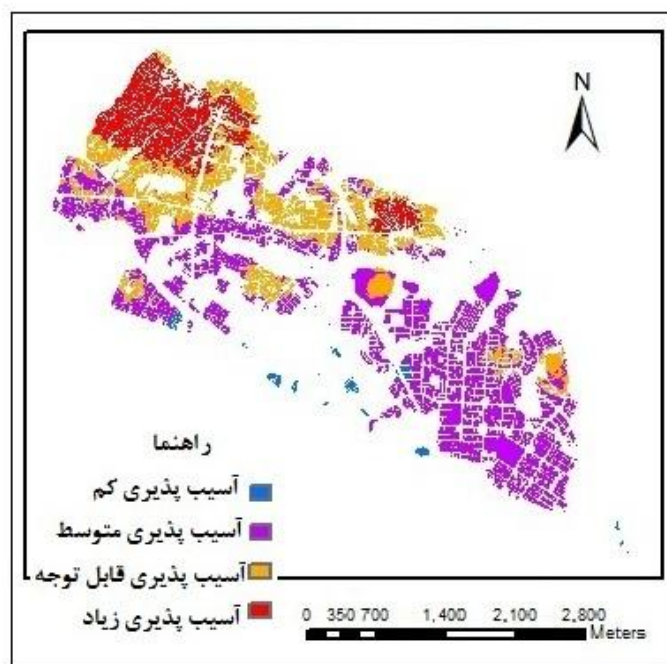 N
راهنما
آسیب پذیری کم
آسیب پذیری متوسط
آسیب پذیری قابل توجه
آسیب پذیری زیاد
0 350 700 1,400 2,100 2,800
Meters